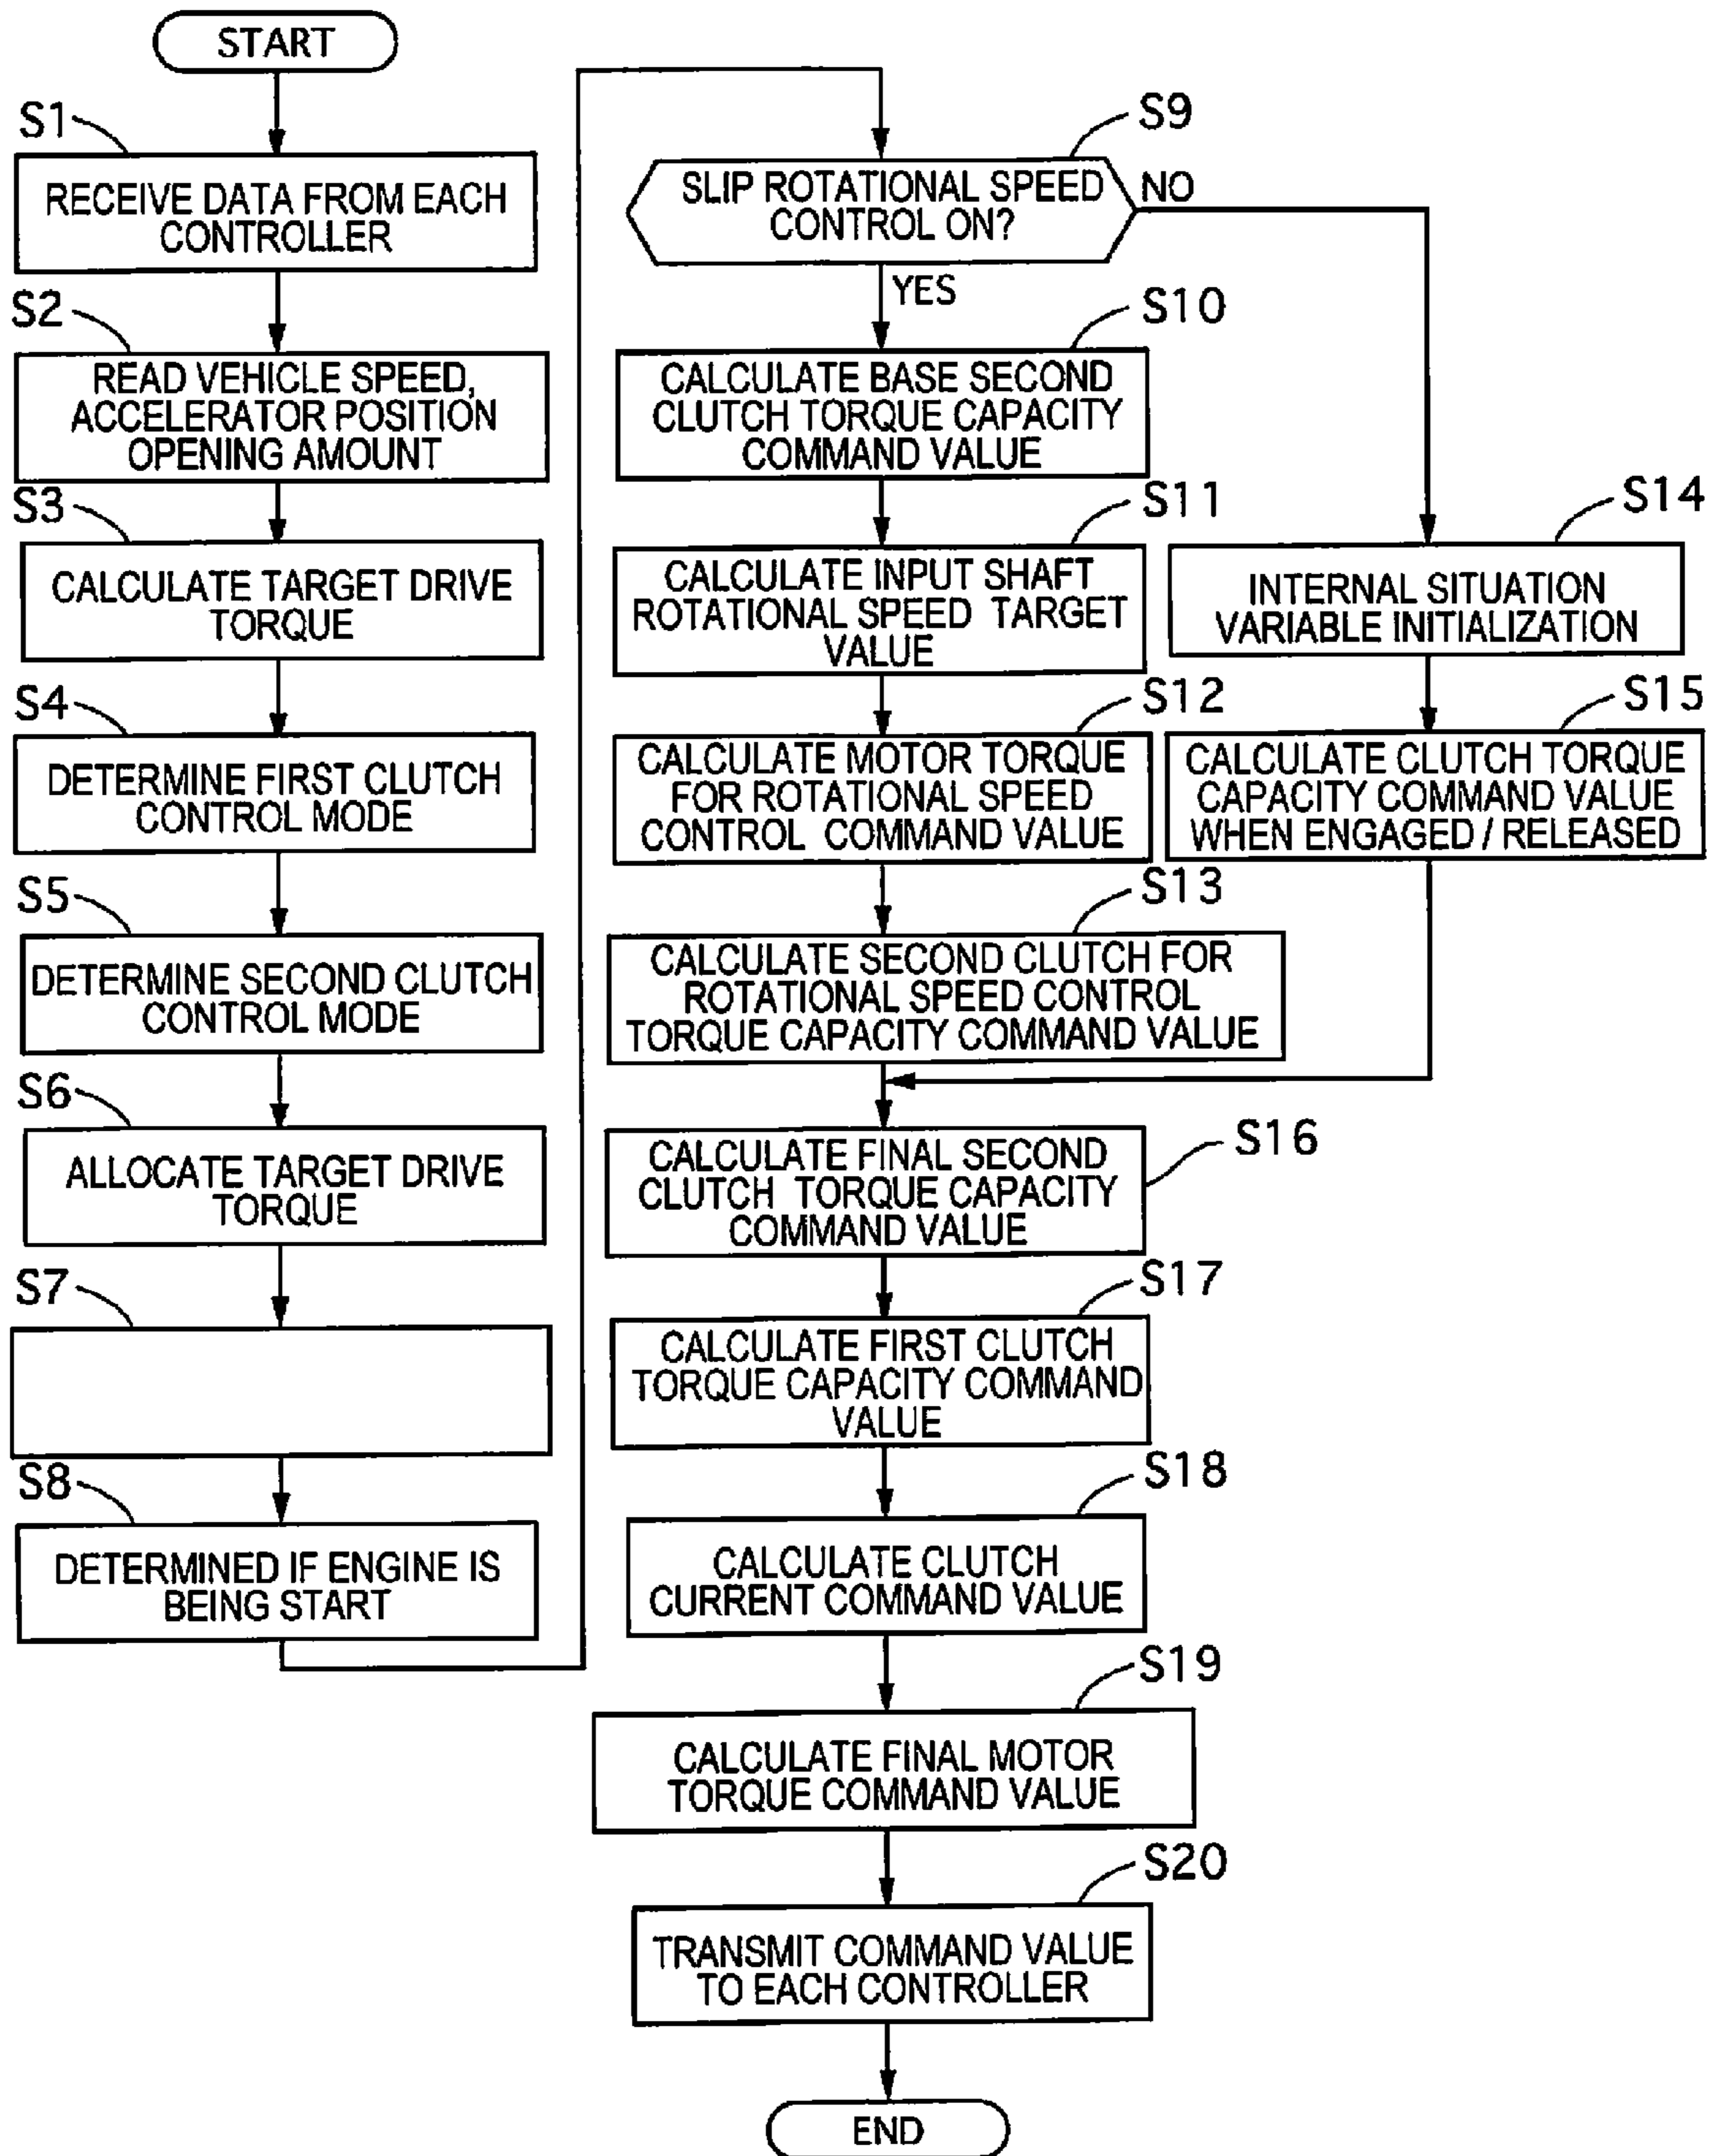 START
S1
RECEIVE DATA FROM EACH
CONTROLLER
S2
READ VEHICLE SPEED,
ACCELERATOR POSITION
OPENING AMOUNT
S3
CALCULATE TARGET DRIVE
TORQUE
S4
DETERMINE FIRST CLUTCH
CONTROL MODE
S5
DETERMINE SECOND CLUTCH
CONTROL MODE
S6
ALLOCATE TARGET DRIVE
TORQUE
S7
S8
DETERMINED IF ENGINE IS
BEING START
S9
SLIP ROTATIONAL SPEED
CONTROL ON?
NO
YES
S10
CALCULATE BASE SECOND
CLUTCH TORQUE CAPACITY
COMMAND VALUE
S11
CALCULATE INPUT SHAFT
ROTATIONAL SPEED TARGET
VALUE
S12
CALCULATE MOTOR TORQUE
FOR ROTATIONAL SPEED
CONTROL COMMAND VALUE
S13
CALCULATE SECOND CLUTCH FOR
ROTATIONAL SPEED CONTROL
TORQUE CAPACITY COMMAND VALUE
S14
INTERNAL SITUATION
VARIABLE INITIALIZATION
S15
CALCULATE CLUTCH TORQUE
CAPACITY COMMAND VALUE
WHEN ENGAGED / RELEASED
S16
CALCULATE FINAL SECOND
CLUTCH TORQUE CAPACITY
COMMAND VALUE
S17
CALCULATE FIRST CLUTCH
TORQUE CAPACITY COMMAND
VALUE
S18
CALCULATE CLUTCH
CURRENT COMMAND VALUE
S19
CALCULATE FINAL MOTOR
TORQUE COMMAND VALUE
S20
TRANSMIT COMMAND VALUE
TO EACH CONTROLLER
END